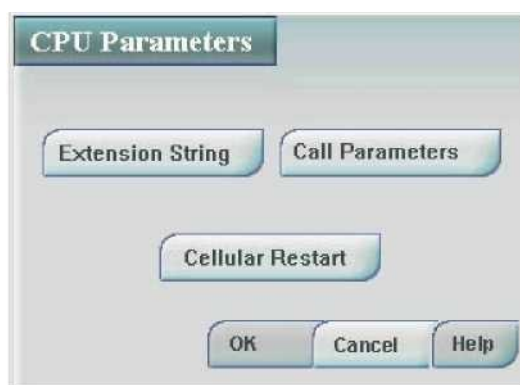 CPU Parameters
Extension String Call Parameters
Cellular Restart
OK Cancel Help